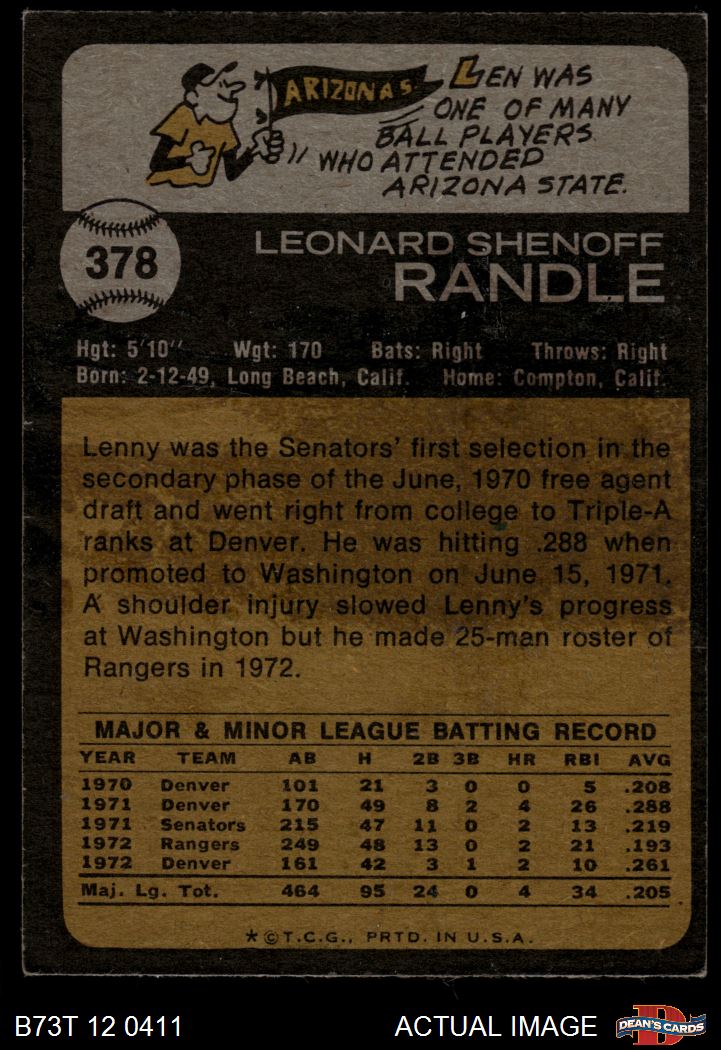 ARIZONA S
LEN WAS
ONE OF MANY
BALL PLAYERS
WHO ATTENDED
ARIZONA STATE.
378
LEONARD SHENOFF
RANDLE
Hgt: 5'10" Wgt: 170 Bats: Right Throws: Right
Born: 2-12-49, Long Beach, Calif. Home: Compton, Calif.
Lenny was the Senators' first selection in the
secondary phase of the June, 1970 free agent
draft and went right from college to Triple-A
ranks at Denver. He was hitting .288 when
promoted to Washington on June 15, 1971.
A shoulder injury slowed Lenny's progress
at Washington but he made 25-man roster of
Rangers in 1972.
MAJOR & MINOR LEAGUE BATTING RECORD
YEAR TEAM AB H 2B 3B HR RBI AVG
1970 Denver 101 21 3 0 0 5 .208
1971 Denver 170 49 8 2 4 26 .288
1971 Senators 215 47 11 0 2 13 .219
1972 Rangers 249 48 13 0 2 21 .193
1972 Denver 161 42 3 1 2 10 .261
Maj. Lg. Tot. 464 95 24 0 4 34 .205
*©T.C.G., PRTD. IN U.S.A.
B73T 12 0411 ACTUAL IMAGE
D
DEAN'S CARDS